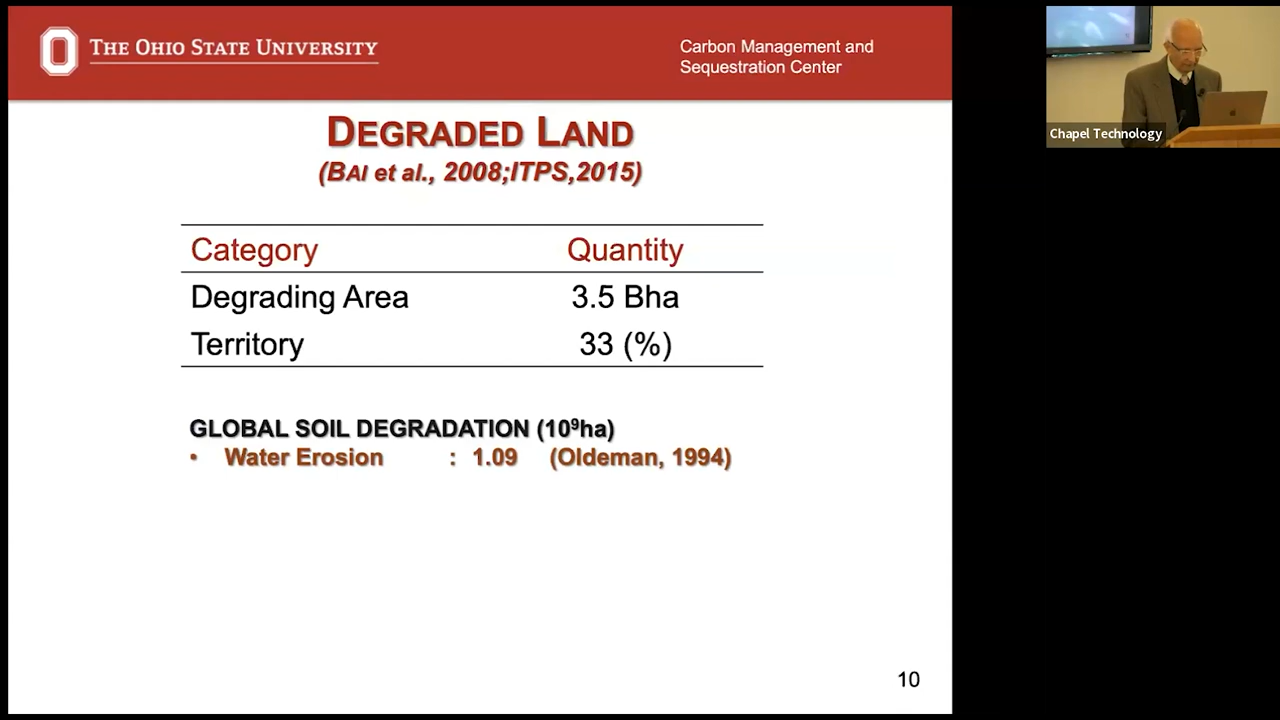 THE OHIO STATE UNIVERSITY
Carbon Management and
Sequestration Center
DEGRADED LAND
(BAI et al., 2008;ITPS,2015)
Category Quantity
Degrading Area 3.5 Bha
Territory 33 (%)
GLOBAL SOIL DEGRADATION (10⁹ha)
• Water Erosion : 1.09 (Oldeman, 1994)
10
Chapel Technology